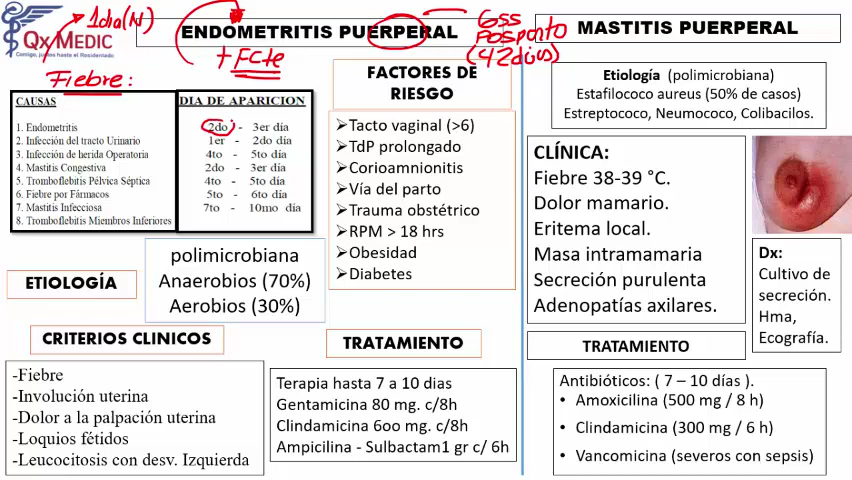 1dia(N)
QxMEDIC
Contigo, juntos hasta el Residentado
ENDOMETRITIS PUERPERAL
+ FCte
Gss
Posparto
(42 dias)
Fiebre:
CAUSAS
DIA DE APARICION
1. Endometritis 2do - 3er día
2. Infección del tracto Urinario 1er - 2do día
3. Infección de herida Operatoria 4to - 5to día
4. Mastitis Congestiva 2do - 3er día
5. Tromboflebitis Pélvica Séptica 4to - 5to día
6. Fiebre por Fármacos 5to - 6to día
7. Mastitis Infecciosa 7to - 10mo día
8. Tromboflebitis Miembros Inferiores
FACTORES DE
RIESGO
➢Tacto vaginal (>6)
➢TdP prolongado
➢Corioamnionitis
➢Vía del parto
➢Trauma obstétrico
➢RPM > 18 hrs
➢Obesidad
➢Diabetes
ETIOLOGÍA
polimicrobiana
Anaerobios (70%)
Aerobios (30%)
CRITERIOS CLINICOS
-Fiebre
-Involución uterina
-Dolor a la palpación uterina
-Loquios fétidos
-Leucocitosis con desv. Izquierda
TRATAMIENTO
Terapia hasta 7 a 10 dias
Gentamicina 80 mg. c/8h
Clindamicina 6oo mg. c/8h
Ampicilina - Sulbactam1 gr c/ 6h
MASTITIS PUERPERAL
Etiología (polimicrobiana)
Estafilococo aureus (50% de casos)
Estreptococo, Neumococo, Colibacilos.
CLÍNICA:
Fiebre 38-39 °C.
Dolor mamario.
Eritema local.
Masa intramamaria
Secreción purulenta
Adenopatías axilares.
Dx:
Cultivo de
secreción.
Hma,
Ecografía.
TRATAMIENTO
Antibióticos: ( 7 – 10 días ).
• Amoxicilina (500 mg / 8 h)
• Clindamicina (300 mg / 6 h)
• Vancomicina (severos con sepsis)